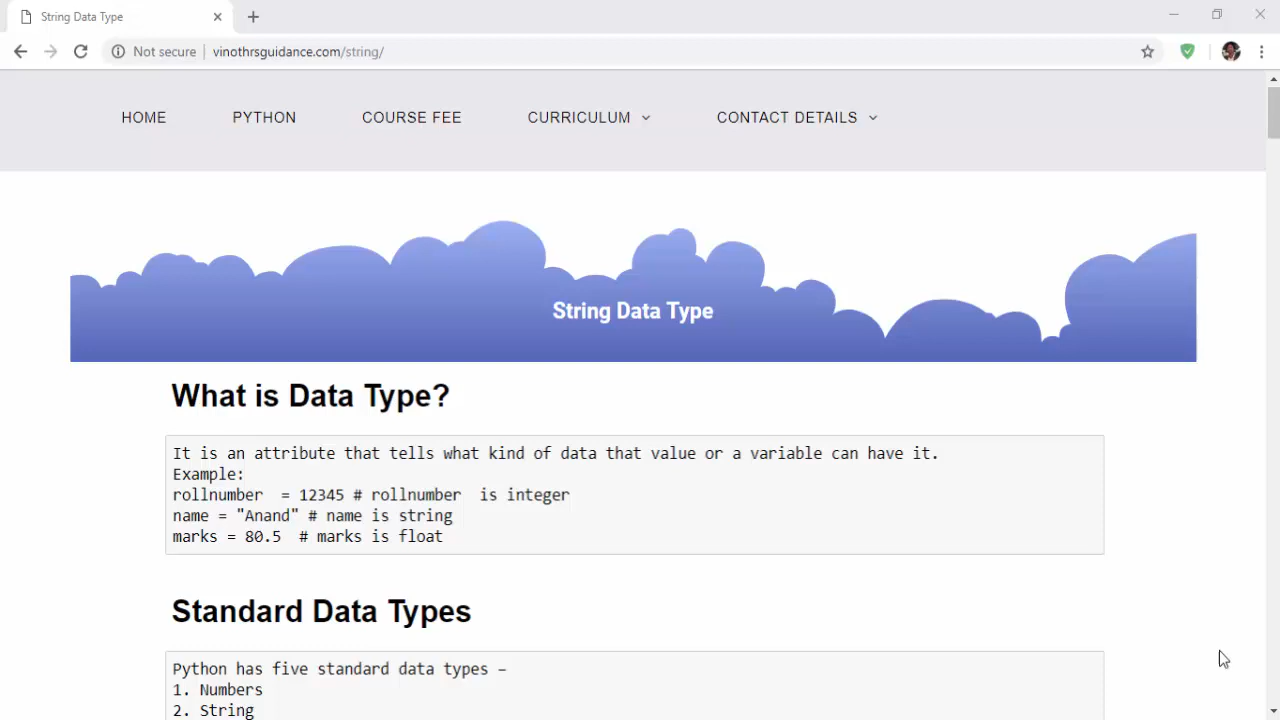 String Data Type
Not secure
vinothrsguidance.com/string/
HOME
PYTHON
COURSE FEE
CURRICULUM
CONTACT DETAILS
String Data Type
What is Data Type?
It is an attribute that tells what kind of data that value or a variable can have it.
Example:
rollnumber  = 12345 # rollnumber  is integer
name = "Anand" # name is string
marks = 80.5  # marks is float
Standard Data Types
Python has five standard data types –
1. Numbers
2. String